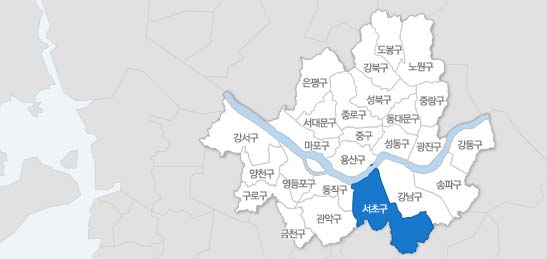 도봉구
강북구
노원구
은평구
성북구
중랑구
종로구
서대문구
동대문구
강서구
중구
마포구
성동구
광진구
강동구
용산구
양천구
영등포구
동작구
송파구
구로구
강남구
서초구
관악구
금천구